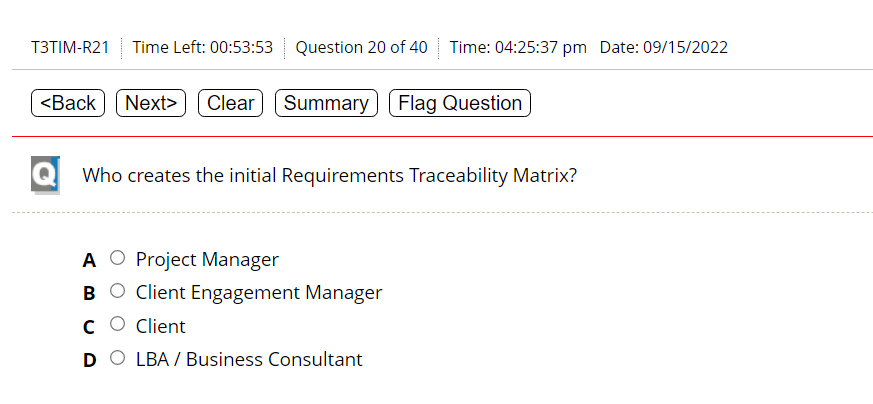 T3TIM-R21 Time Left: 00:53:53 Question 20 of 40 Time: 04:25:37 pm Date: 09/15/2022
<Back Next> Clear Summary Flag Question
Q Who creates the initial Requirements Traceability Matrix?
A Project Manager
B Client Engagement Manager
C Client
D LBA / Business Consultant